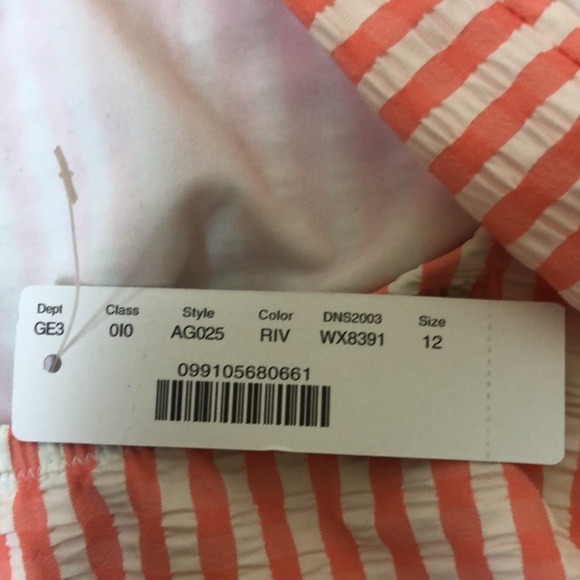 Dept Class Style Color DNS2003 Size
GE3 0I0 AG025 RIV WX8391 12
099105680661